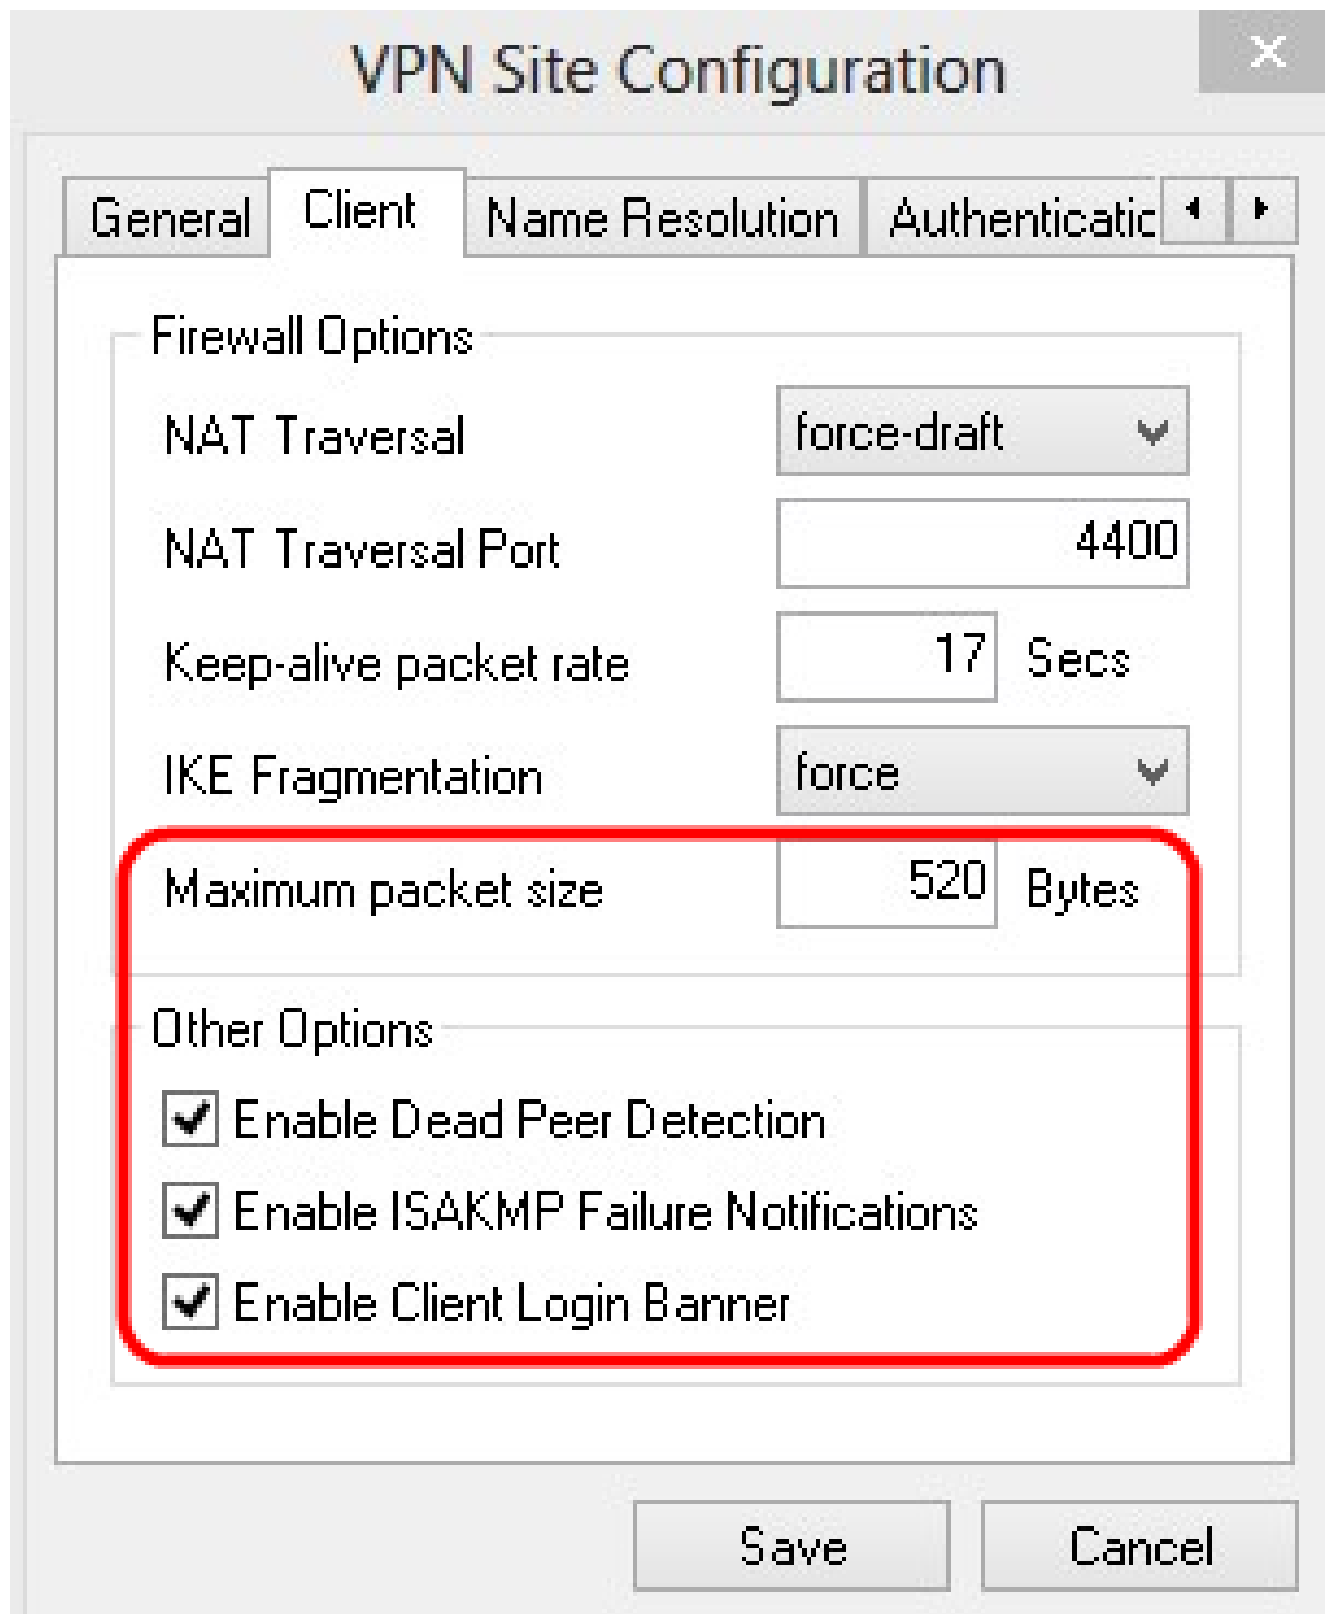 VPN Site Configuration
General Client Name Resolution Authenticatic
Firewall Options
NAT Traversal force-draft
NAT Traversal Port 4400
Keep-alive packet rate 17 Secs
IKE Fragmentation force
Maximum packet size 520 Bytes
Other Options
Enable Dead Peer Detection
Enable ISAKMP Failure Notifications
Enable Client Login Banner
Save Cancel